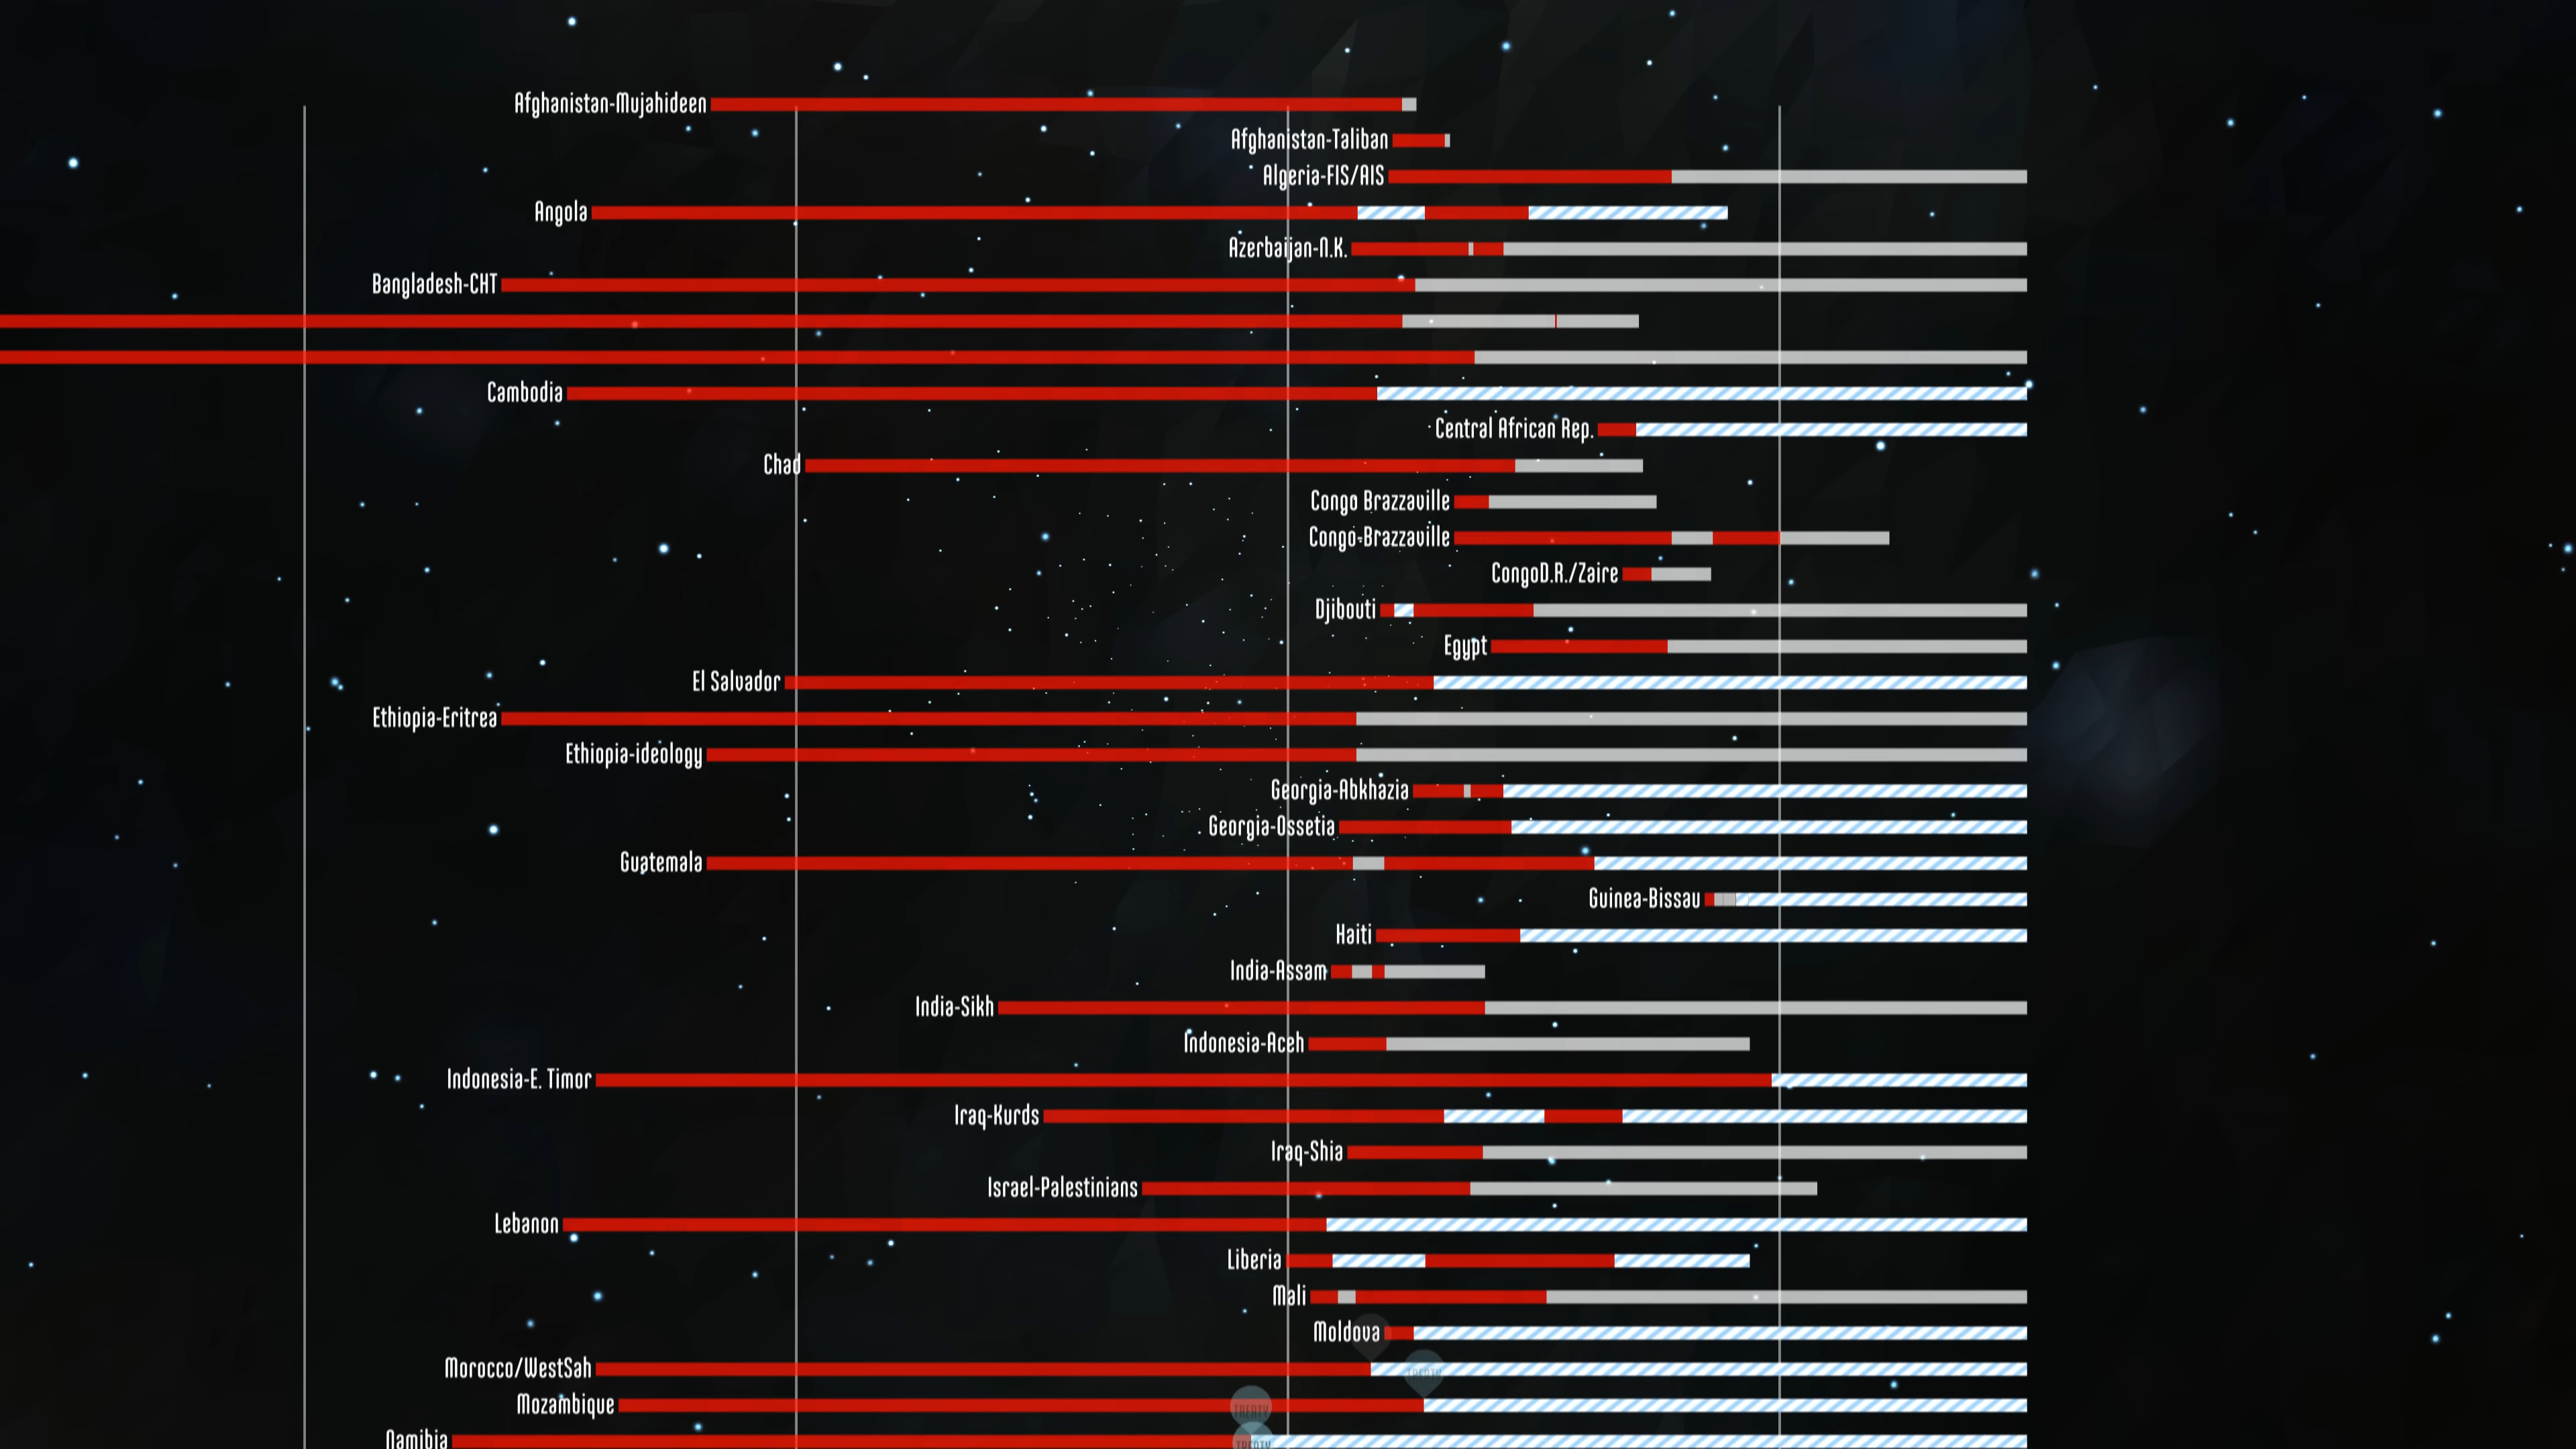 Afghanistan-Mujahideen
Afghanistan-Taliban
Algeria-FIS/AIS
Angola
Azerbaijan-N.K.
Bangladesh-CHT
Cambodia
Central African Rep.
Chad
Congo Brazzaville
Congo-Brazzaville
CongoD.R./Zaire
Djibouti
Egypt
El Salvador
Ethiopia-Eritrea
Ethiopia-ideology
Georgia-Abkhazia
Georgia-Ossetia
Guatemala
Guinea-Bissau
Haiti
India-Assam
India-Sikh
Indonesia-Aceh
Indonesia-E. Timor
Iraq-Kurds
Iraq-Shia
Israel-Palestinians
Lebanon
Liberia
Mali
Moldova
Morocco/WestSah
TREATY
Mozambique
TREATY
Namibia
TREATY